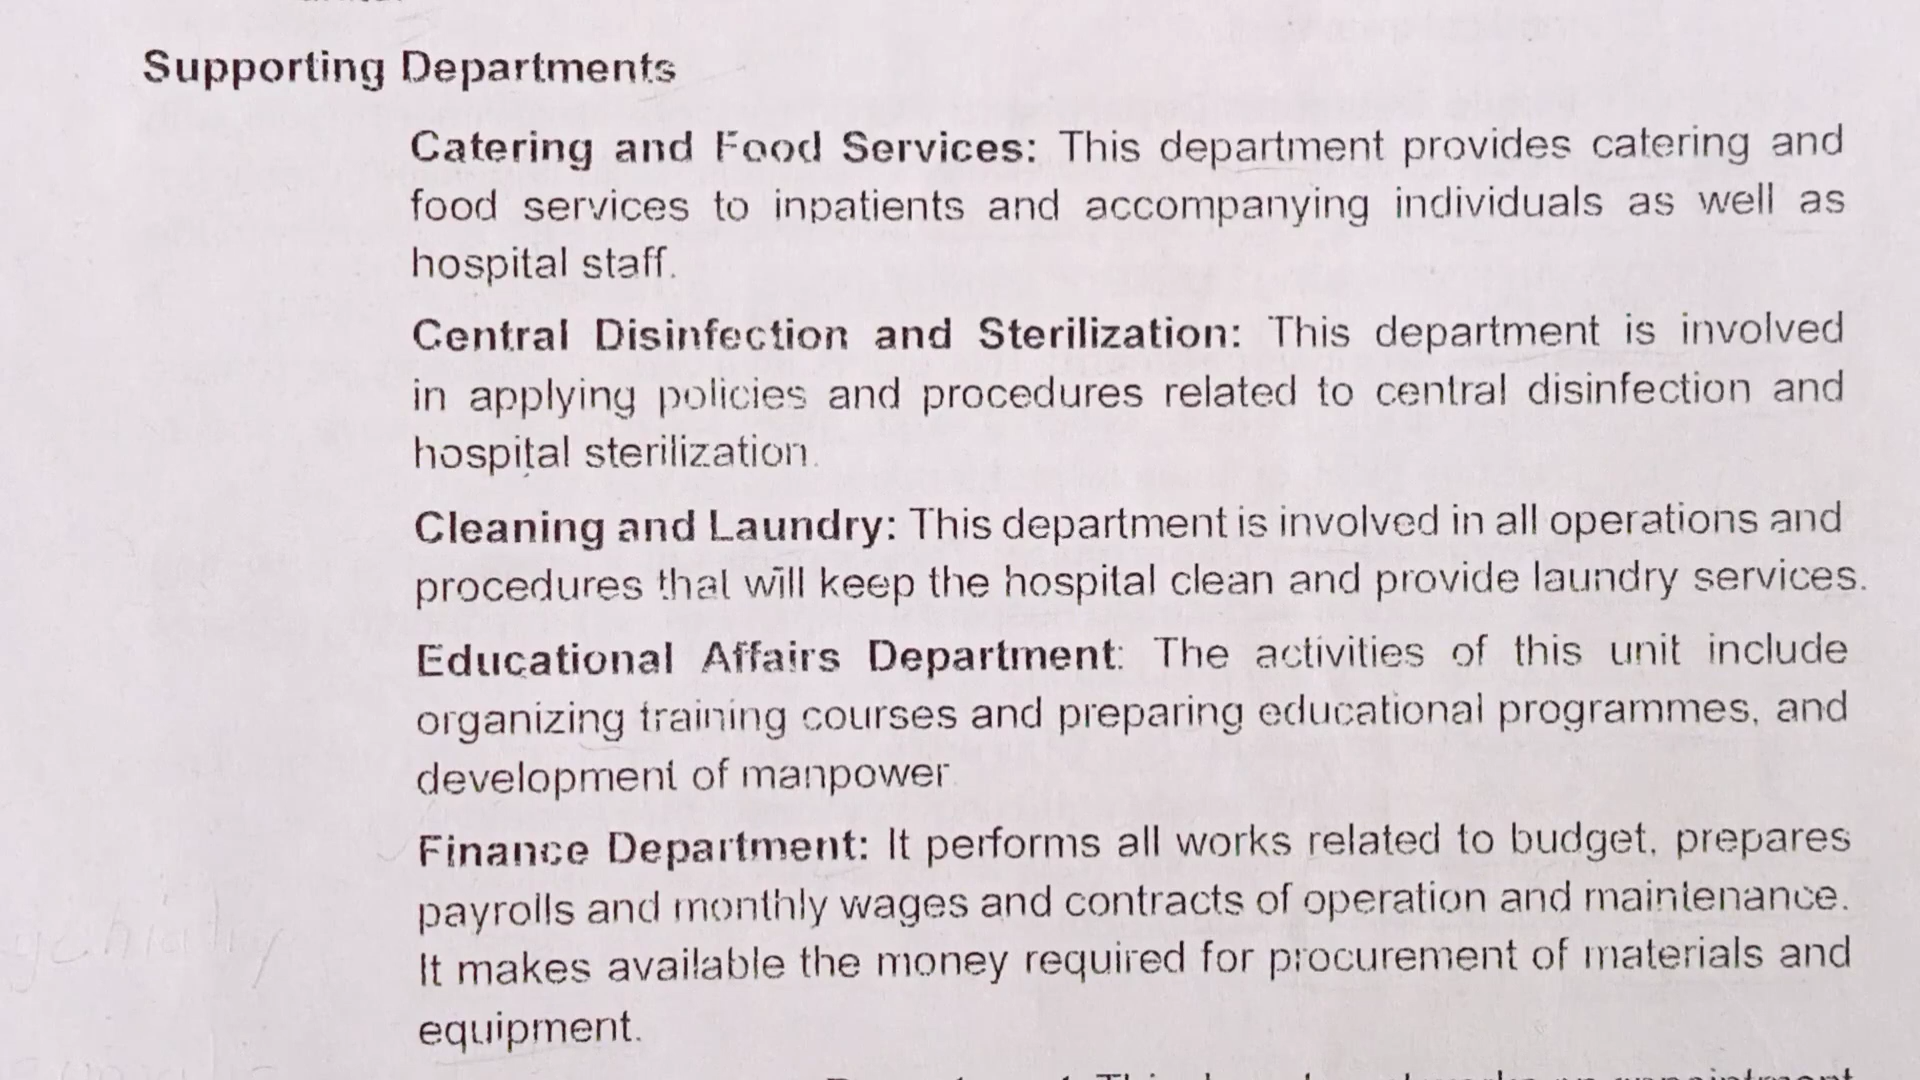 Supporting Departments
Catering and Food Services: This department provides catering and
food services to inpatients and accompanying individuals as well as
hospital staff.
Central Disinfection and Sterilization: This department is involved
in applying policies and procedures related to central disinfection and
hospital sterilization.
Cleaning and Laundry: This department is involved in all operations and
procedures that will keep the hospital clean and provide laundry services.
Educational Affairs Department: The activities of this unit include
organizing training courses and preparing educational programmes, and
development of manpower
Finance Department: It performs all works related to budget, prepares
payrolls and monthly wages and contracts of operation and maintenance.
It makes available the money required for procurement of materials and
equipment.